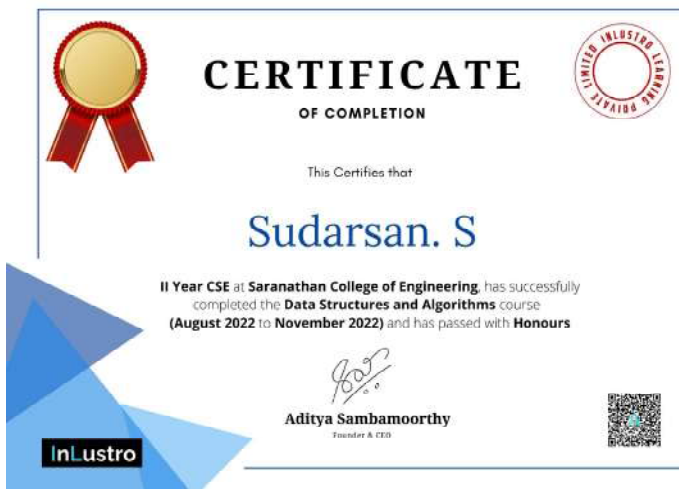 CERTIFICATE
INLUSTRO LEARNING PRIVATE LIMITED
OF COMPLETION
This Certifies that
Sudarsan. S
II Year CSE at Saranathan College of Engineering, has successfully
completed the Data Structures and Algorithms course
(August 2022 to November 2022) and has passed with Honours
Aditya Sambamoorthy
Founder & CEO
InLustro